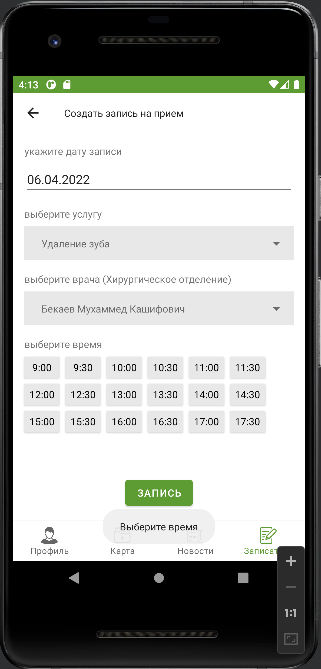 4:13
Создать запись на прием
укажите дату записи
06.04.2022
выберите услугу
Удаление зуба
выберите врача (Хирургическое отделение)
Бекаев Мухаммед Кашифович
выберите время
9:00 9:30 10:00 10:30 11:00 11:30
12:00 12:30 13:00 13:30 14:00 14:30
15:00 15:30 16:00 16:30 17:00 17:30
ЗАПИСЬ
Выберите время
Профиль Карта Новости Записат
1:1